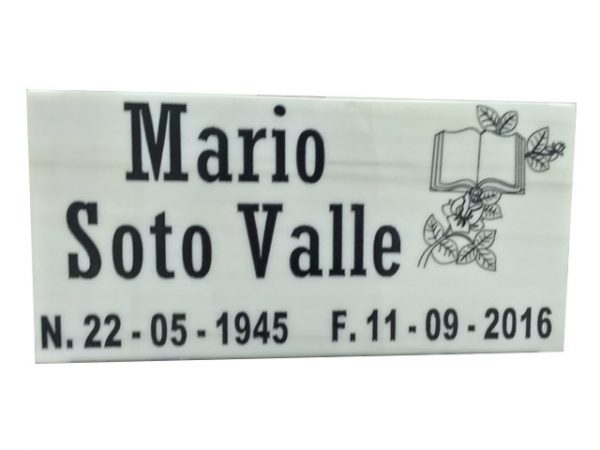 Mario
Soto Valle
N. 22 - 05 - 1945 F. 11 - 09 - 2016